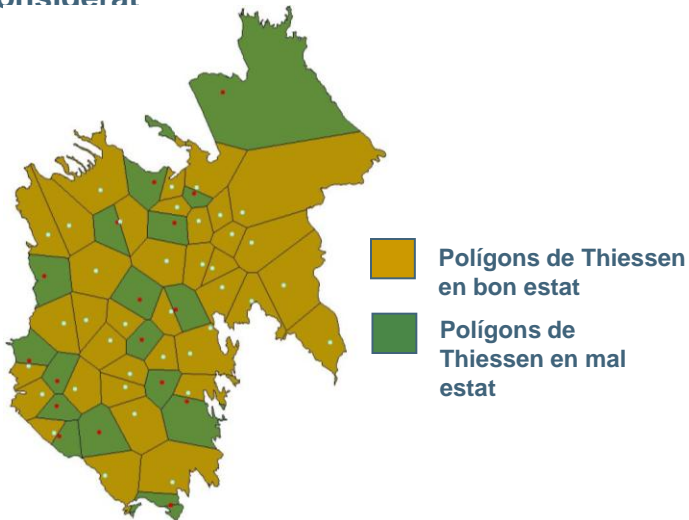 Polígons de Thiessen
en bon estat
Polígons de
Thiessen en mal
estat